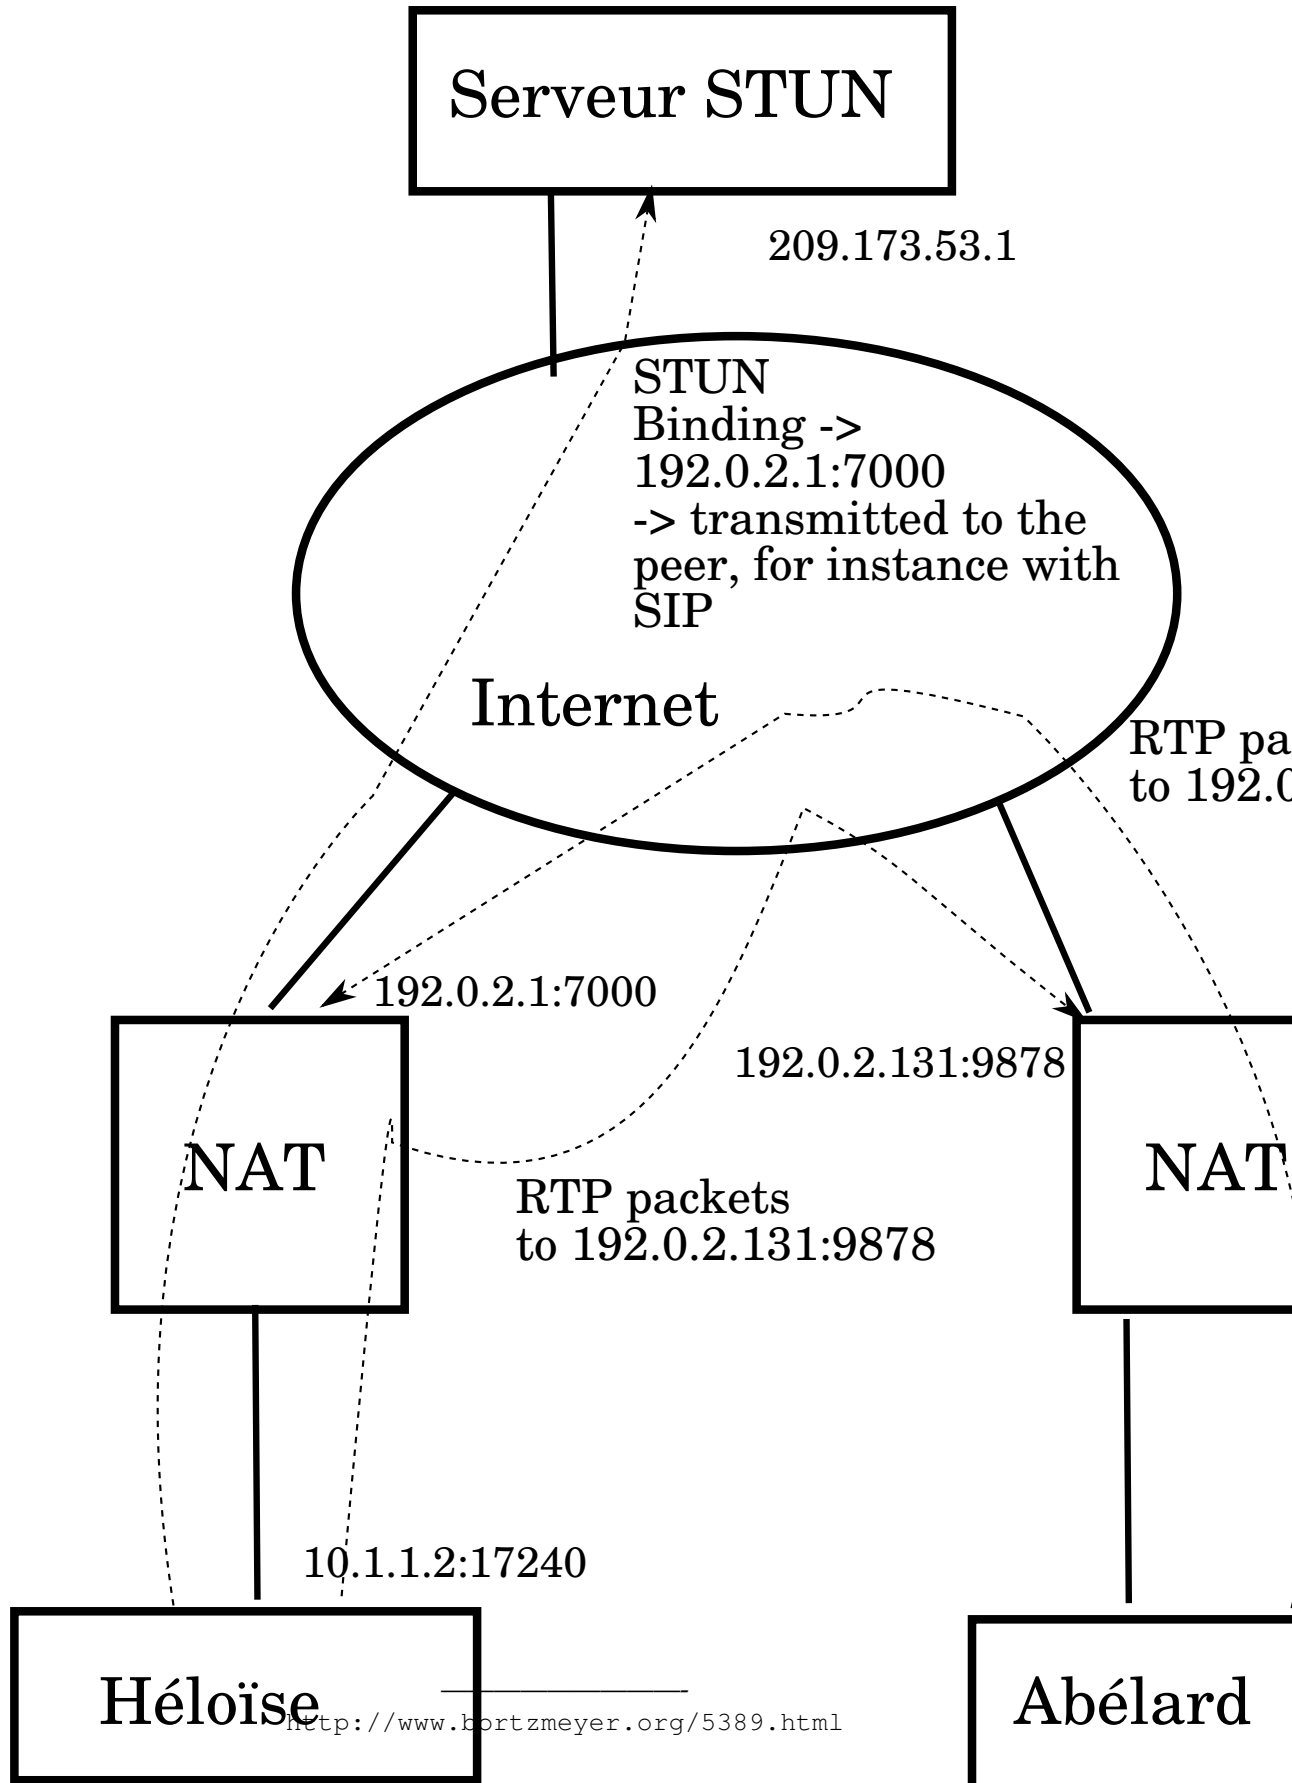 Serveur STUN
209.173.53.1
STUN
Binding ->
192.0.2.1:7000
-> transmitted to the
peer, for instance with
SIP
Internet
RTP
to
192.0.2.1:7000
192.0.2.131:9878
NAT
NAT
RTP packets
to 192.0.2.131:9878
10.1.1.2:17240
Héloïse
Abélard
http://www.bortzmeyer.org/5389.html